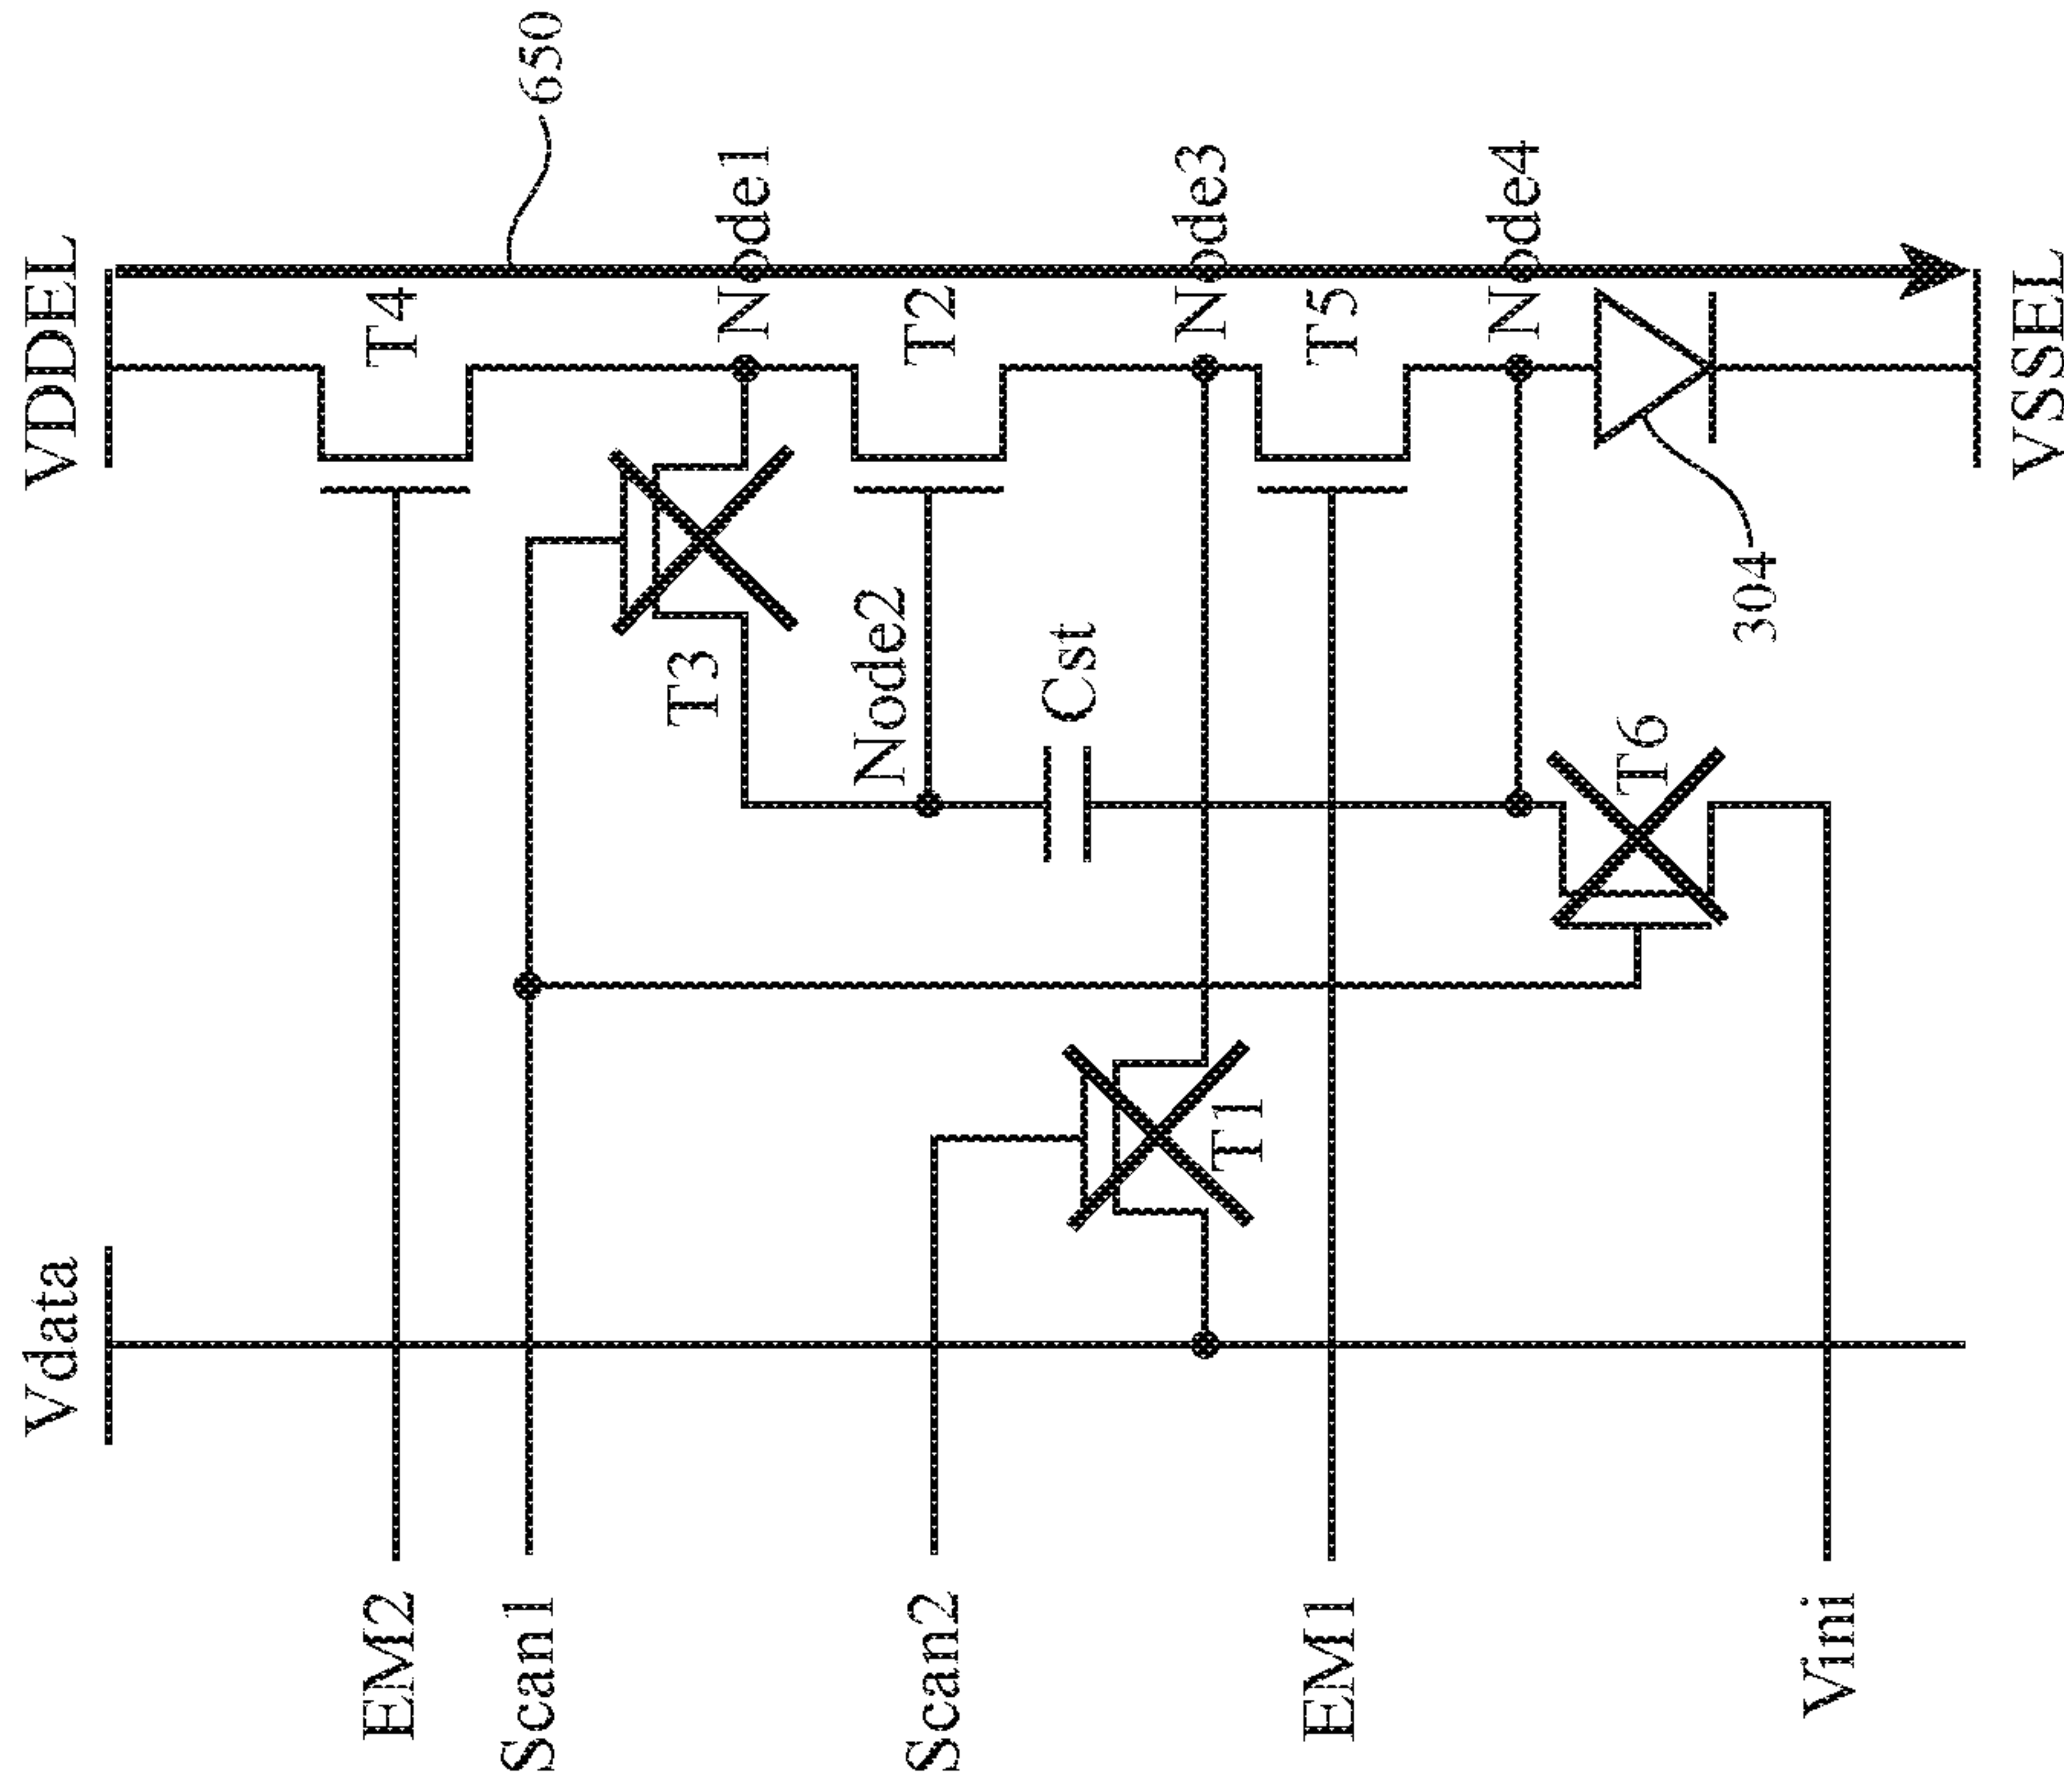 Vdata
VDDEL
650
EM2
T4
Scan1
T3
Node1
Node2
T2
Scan2
Cst
Node3
T1
EM1
T5
Node4
T6
304
Vini
VSSEL